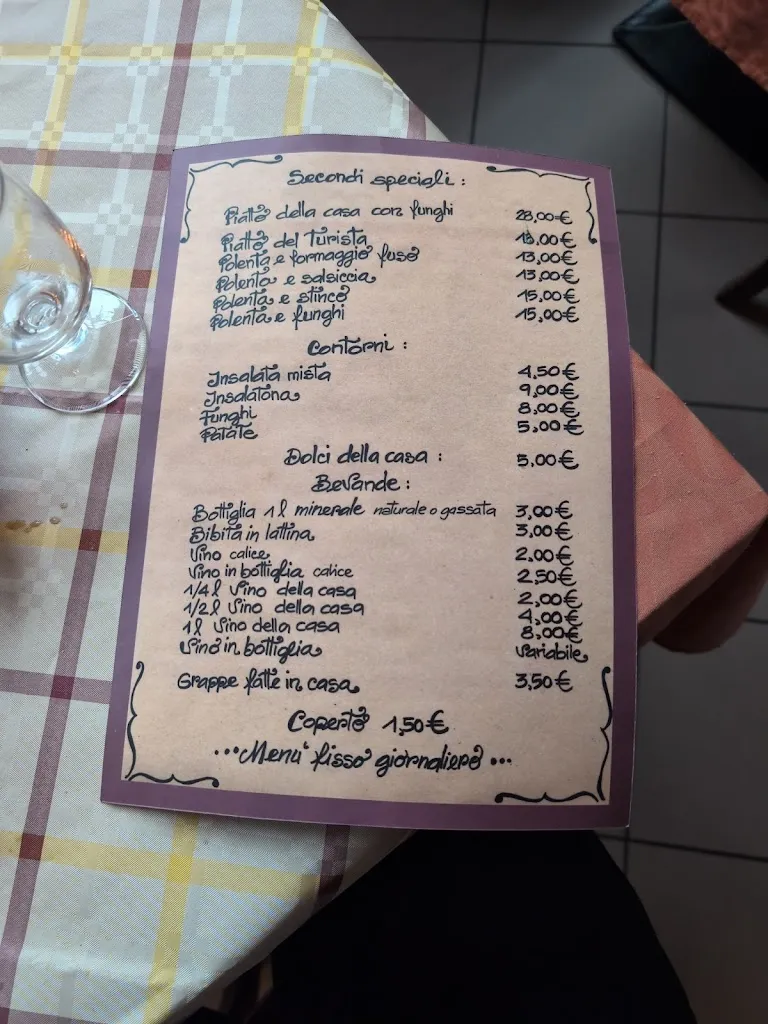 Secondi speciali :
Piatto della casa con funghi 28,00€
Piatto del Turista 18,00€
Polenta e formaggio fuso 13,00€
Polenta e salsiccia 13,00€
Polenta e stinco 15,00€
Polenta e funghi 15,00€
Contorni :
Insalata mista 4,50€
Insalatona 9,00€
Funghi 8,00€
Patate 5,00€
Dolci della casa : 5,00€
Bevande :
Bottiglia 1 l minerale naturale o gassata 3,00€
Bibita in lattina 3,00€
Vino calice 2,00€
Vino in bottiglia calice 2,50€
1/4 l Vino della casa 2,00€
1/2 l Vino della casa 4,00€
1 l Vino della casa 8,00€
Vino in bottiglia Variabile
Grappe fatte in casa 3,50€
Coperto 1,50€
...Menu' fisso giornaliero...